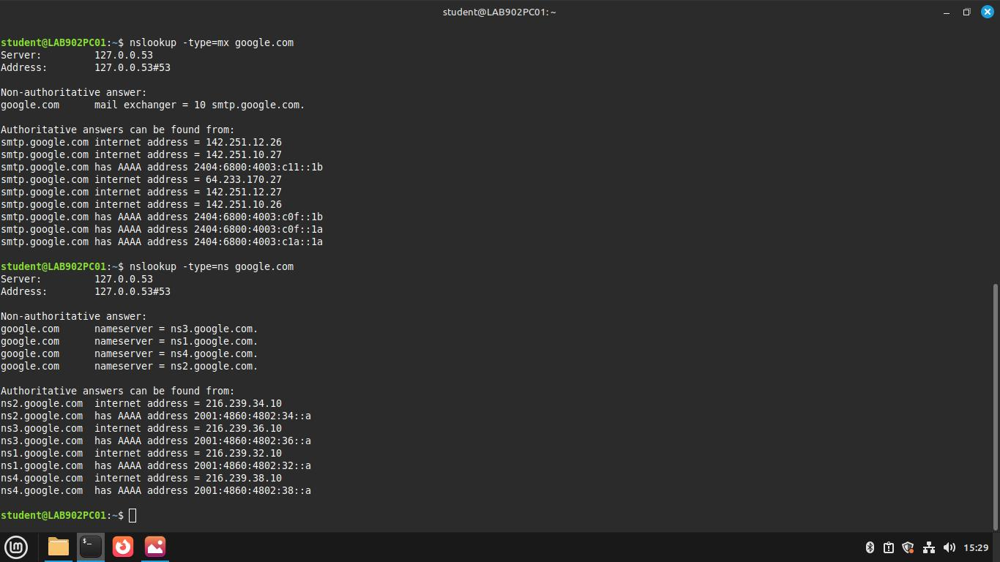 student@LAB902PC01: ~
student@LAB902PC01:~$ nslookup -type=mx google.com
Server:         127.0.0.53
Address:        127.0.0.53#53
Non-authoritative answer:
google.com      mail exchanger = 10 smtp.google.com.
Authoritative answers can be found from:
smtp.google.com internet address = 142.251.12.26
smtp.google.com internet address = 142.251.10.27
smtp.google.com has AAAA address 2404:6800:4003:c11::1b
smtp.google.com internet address = 64.233.170.27
smtp.google.com internet address = 142.251.12.27
smtp.google.com internet address = 142.251.10.26
smtp.google.com has AAAA address 2404:6800:4003:c0f::1b
smtp.google.com has AAAA address 2404:6800:4003:c0f::1a
smtp.google.com has AAAA address 2404:6800:4003:c1a::1a
student@LAB902PC01:~$ nslookup -type=ns google.com
Server:         127.0.0.53
Address:        127.0.0.53#53
Non-authoritative answer:
google.com      nameserver = ns3.google.com.
google.com      nameserver = ns1.google.com.
google.com      nameserver = ns4.google.com.
google.com      nameserver = ns2.google.com.
Authoritative answers can be found from:
ns2.google.com  internet address = 216.239.34.10
ns2.google.com  has AAAA address 2001:4860:4802:34::a
ns3.google.com  internet address = 216.239.36.10
ns3.google.com  has AAAA address 2001:4860:4802:36::a
ns1.google.com  internet address = 216.239.32.10
ns1.google.com  has AAAA address 2001:4860:4802:32::a
ns4.google.com  internet address = 216.239.38.10
ns4.google.com  has AAAA address 2001:4860:4802:38::a
student@LAB902PC01:~$
15:29